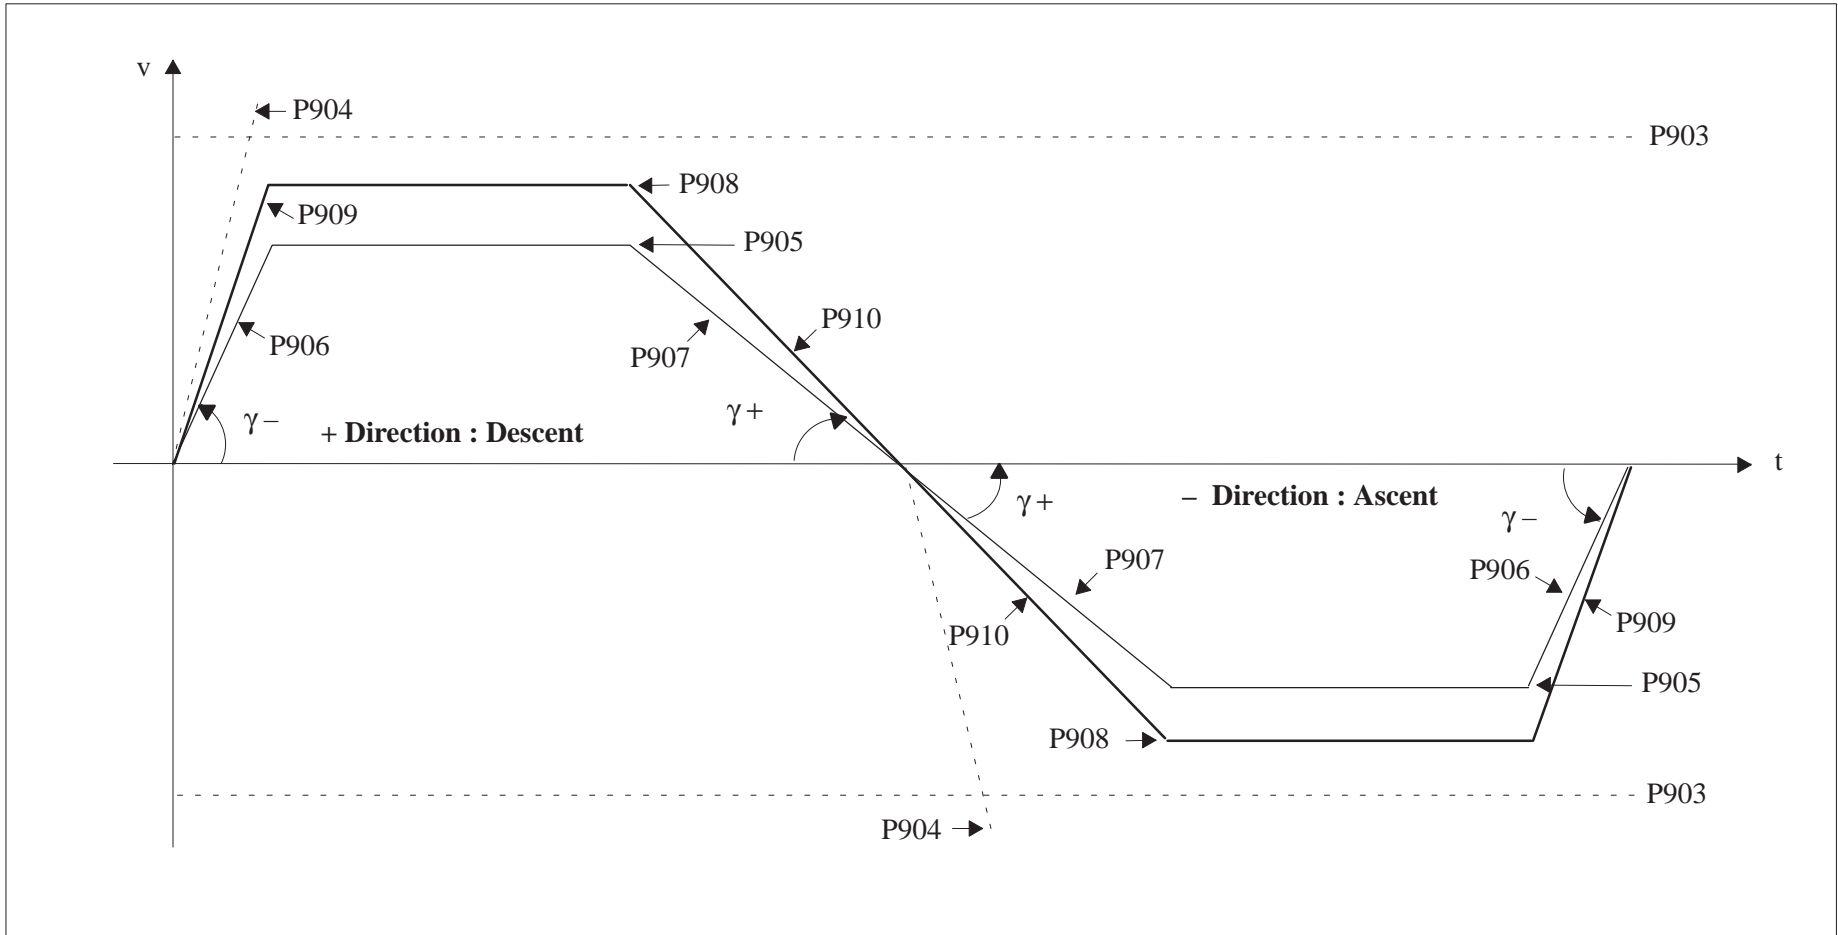 v
P904
P903
P908
P909
P905
P910
P906
P907
γ –
+ Direction : Descent
γ +
t
γ +
– Direction : Ascent
γ –
P907
P906
P910
P909
P905
P908
P903
P904